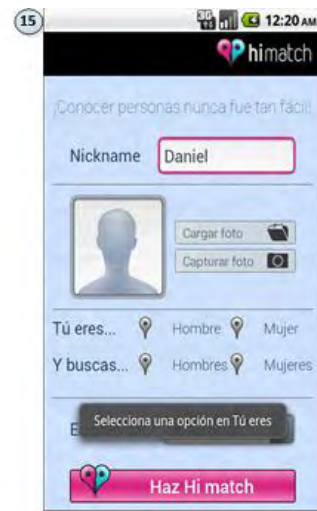 15
3G
12:20 AM
himatch
¡Conocer personas nunca fue tan fácil!
Nickname Daniel
Cargar foto
Capturar foto
Tú eres... Hombre Mujer
Y buscas... Hombres Mujeres
Selecciona una opción en Tú eres
Haz Hi match